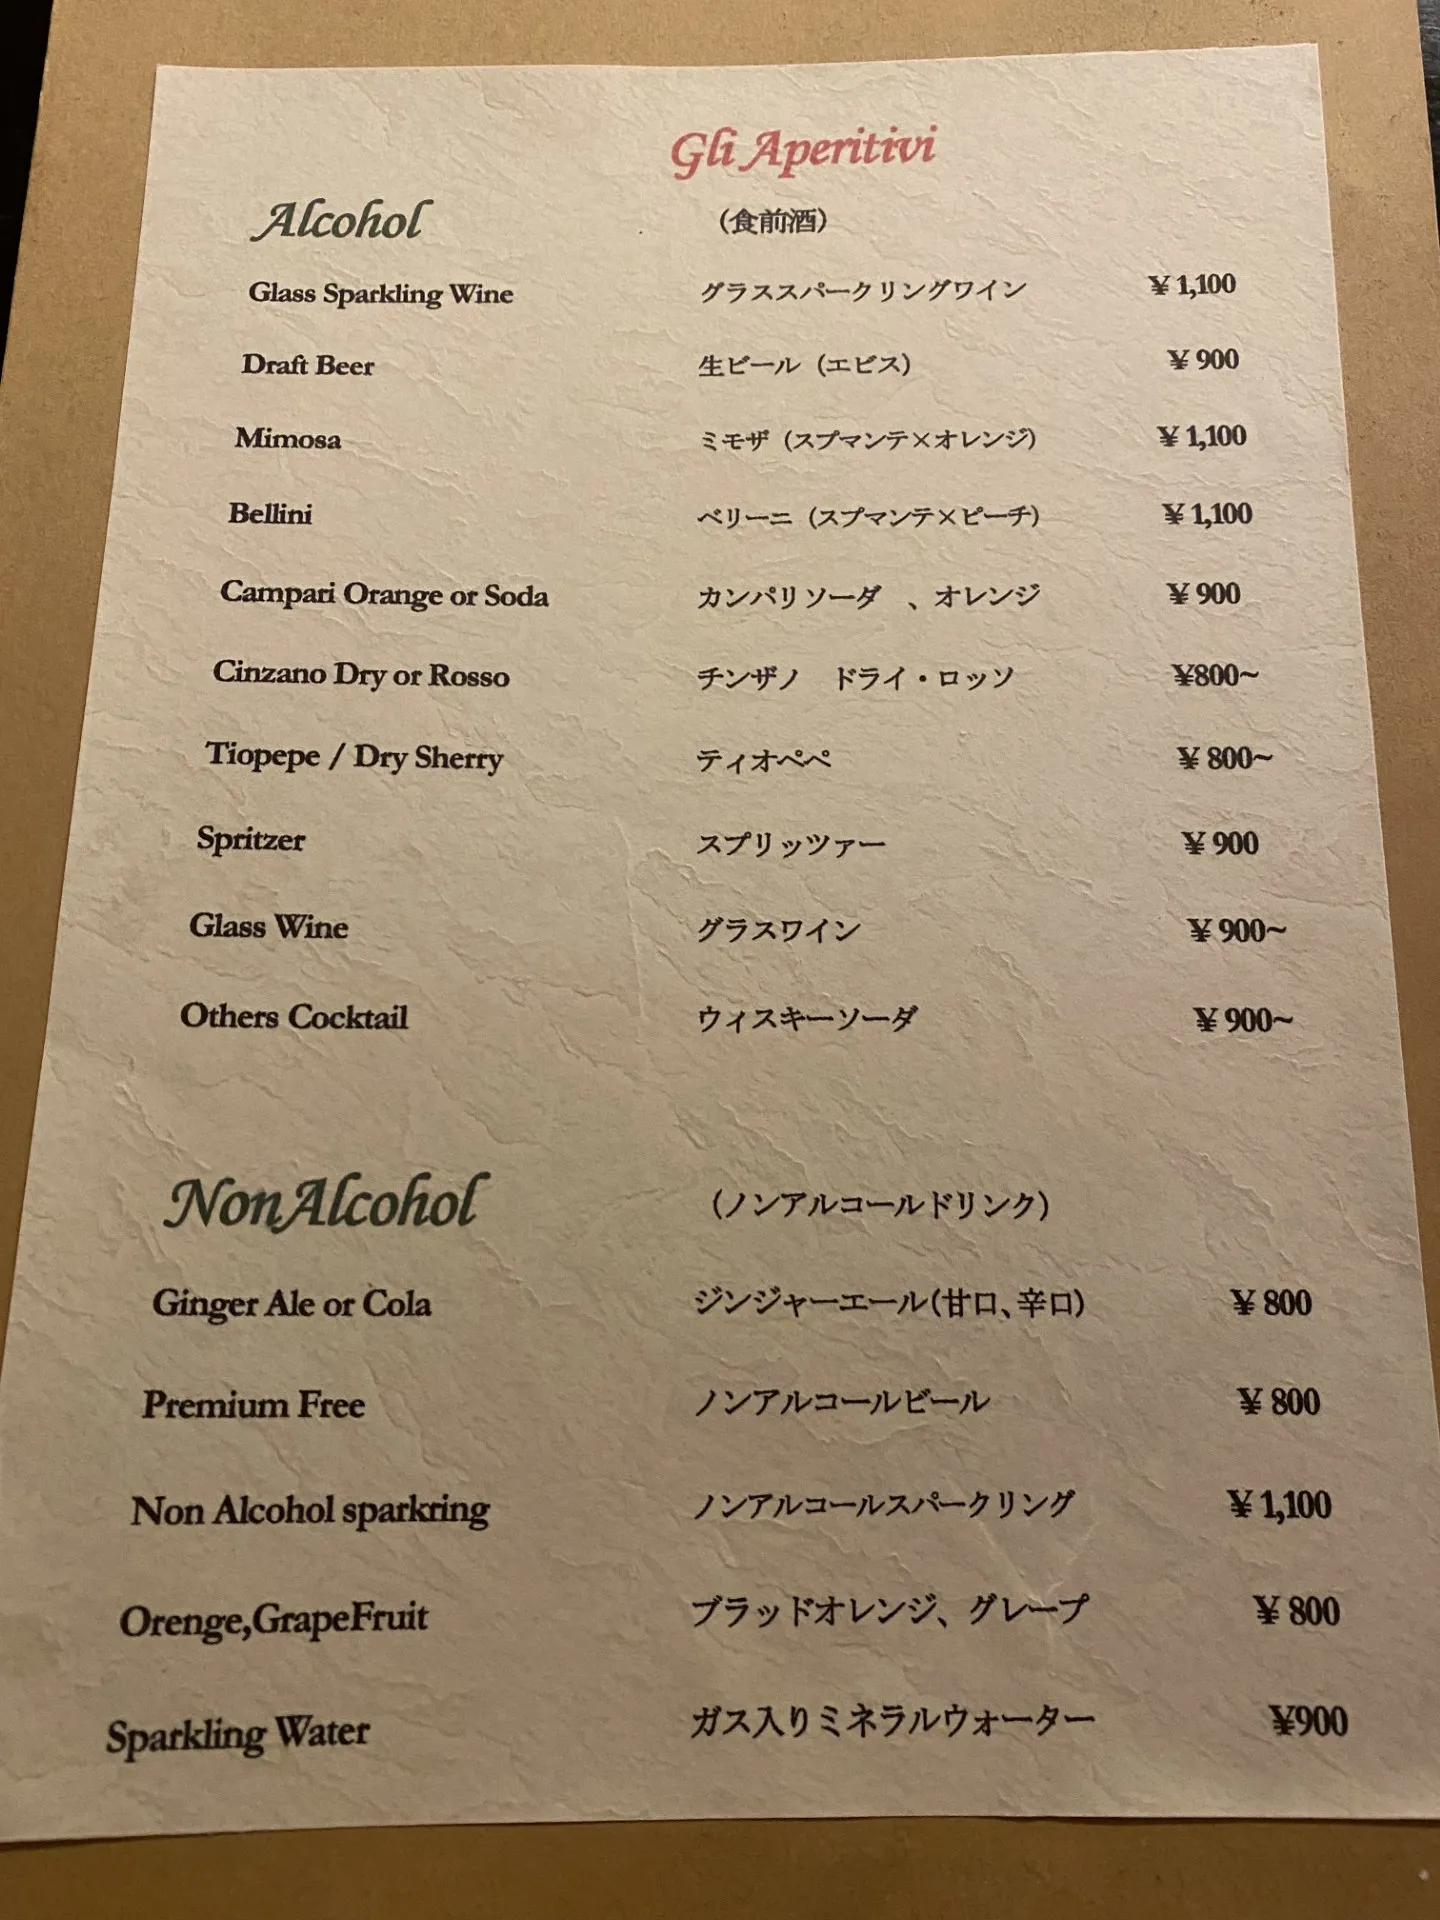 Gli Aperitivi
Alcohol （食前酒）
Glass Sparkling Wine グラススパークリングワイン ¥ 1,100
Draft Beer 生ビール（エビス） ¥ 900
Mimosa ミモザ（スプマンテ×オレンジ） ¥ 1,100
Bellini ベリーニ（スプマンテ×ピーチ） ¥ 1,100
Campari Orange or Soda カンパリソーダ　、オレンジ ¥ 900
Cinzano Dry or Rosso チンザノ　ドライ・ロッソ ¥800~
Tiopepe / Dry Sherry ティオペペ ¥ 800~
Spritzer スプリッツァー ¥ 900
Glass Wine グラスワイン ¥ 900~
Others Cocktail ウィスキーソーダ ¥ 900~
NonAlcohol （ノンアルコールドリンク）
Ginger Ale or Cola ジンジャーエール(甘口、辛口) ¥ 800
Premium Free ノンアルコールビール ¥ 800
Non Alcohol sparkring ノンアルコールスパークリング ¥ 1,100
Orenge,GrapeFruit ブラッドオレンジ、グレープ ¥ 800
Sparkling Water ガス入りミネラルウォーター ¥900